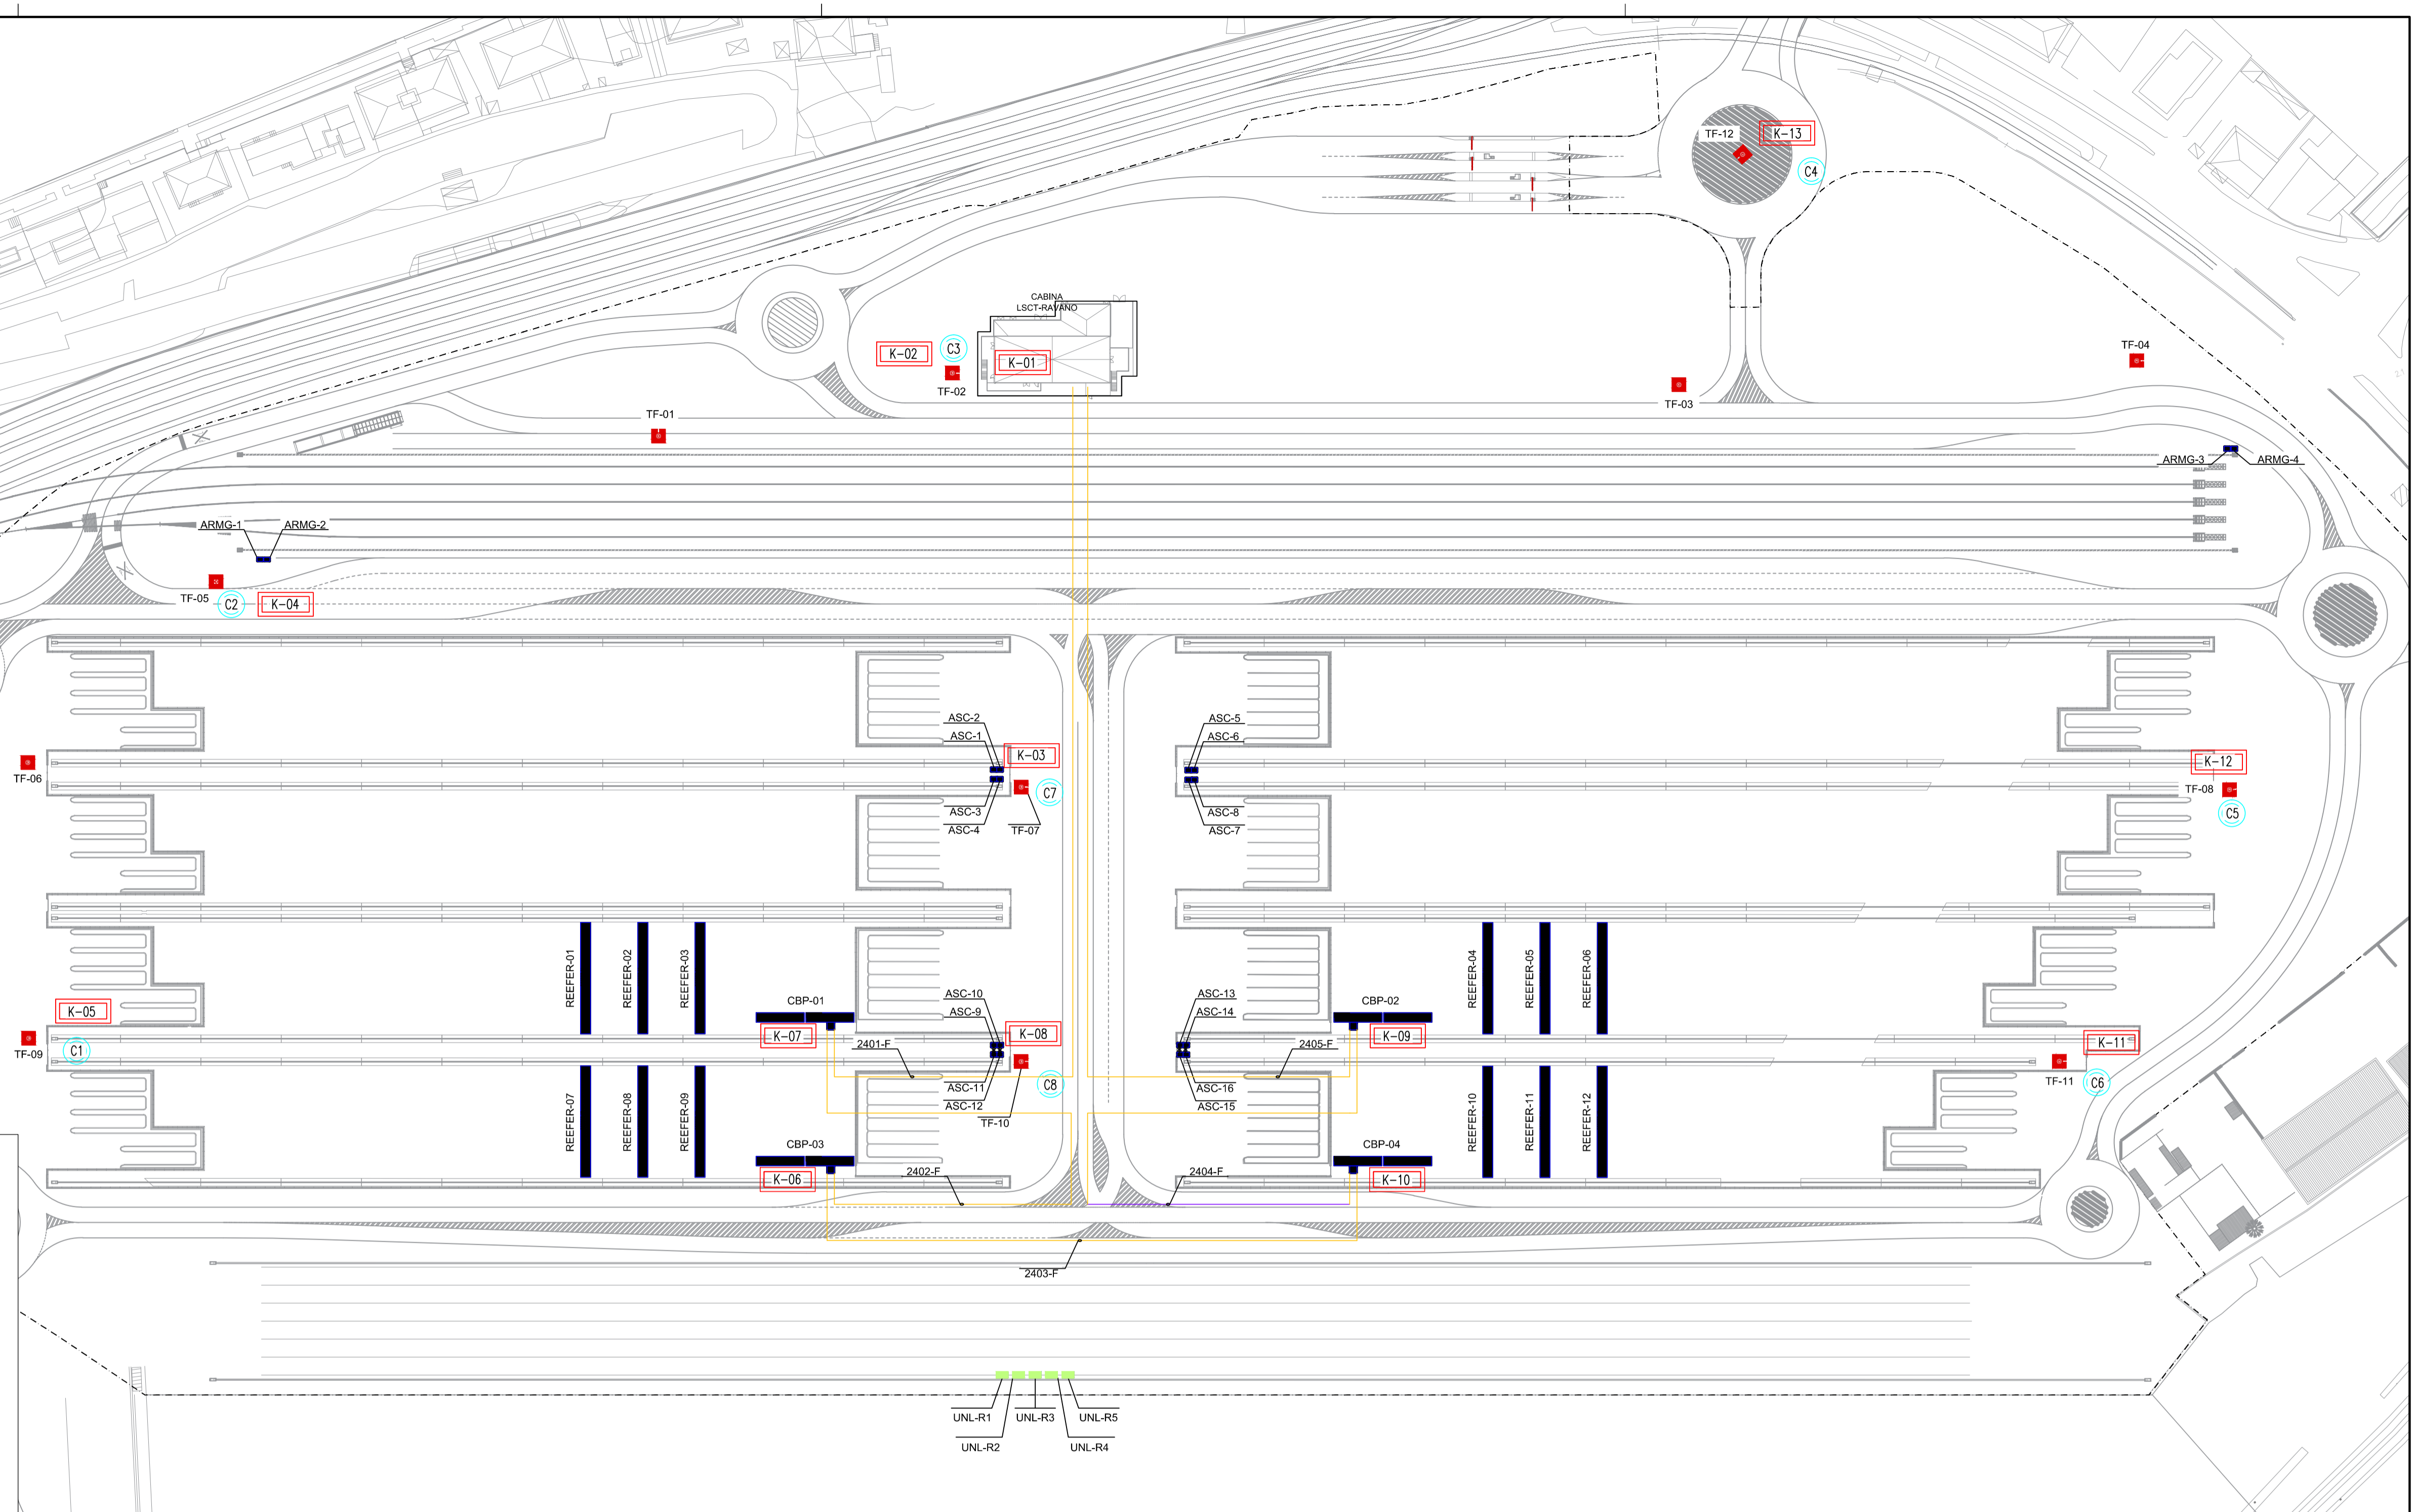 TF-12
K-13
C4
CABINA
LSCT-RAVANO
K-02
C3
K-01
TF-02
TF-04
TF-03
TF-01
ARMG-3
ARMG-4
ARMG-1
ARMG-2
TF-05
C2
K-04
ASC-2
ASC-1
K-03
ASC-5
ASC-6
K-12
TF-06
C7
TF-08
C5
ASC-3
ASC-4
TF-07
ASC-8
ASC-7
REEFER-01
REEFER-02
REEFER-03
REEFER-04
REEFER-05
REEFER-06
K-05
CBP-01
ASC-10
ASC-9
ASC-13
ASC-14
CBP-02
K-07
K-08
K-09
K-11
TF-09
C1
2401-F
2405-F
C8
ASC-11
ASC-12
TF-10
ASC-16
ASC-15
TF-11
C6
REEFER-07
REEFER-08
REEFER-09
REEFER-10
REEFER-11
REEFER-12
CBP-03
CBP-04
K-06
2402-F
2404-F
K-10
2403-F
UNL-R1
UNL-R3
UNL-R5
UNL-R2
UNL-R4